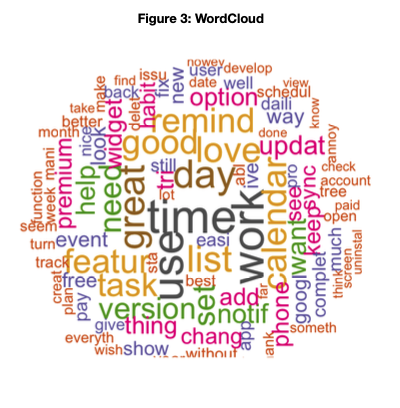 Figure 3: WordCloud
nowey
find issu user develop
back fix new date well view
make delet habit option schedul
take widget remind daili know
better nice look good love way
month premium done updat annoy
mani help need still day pro check
function week great tri lot abl ive calendar see sync account
seem time work want keep free
turn event use easi paid
track featur list open
creat free task sta best much
plan pay version set add far phone googl complet think screen uninstal
give thing notif
everyth chang app someth
wish show without